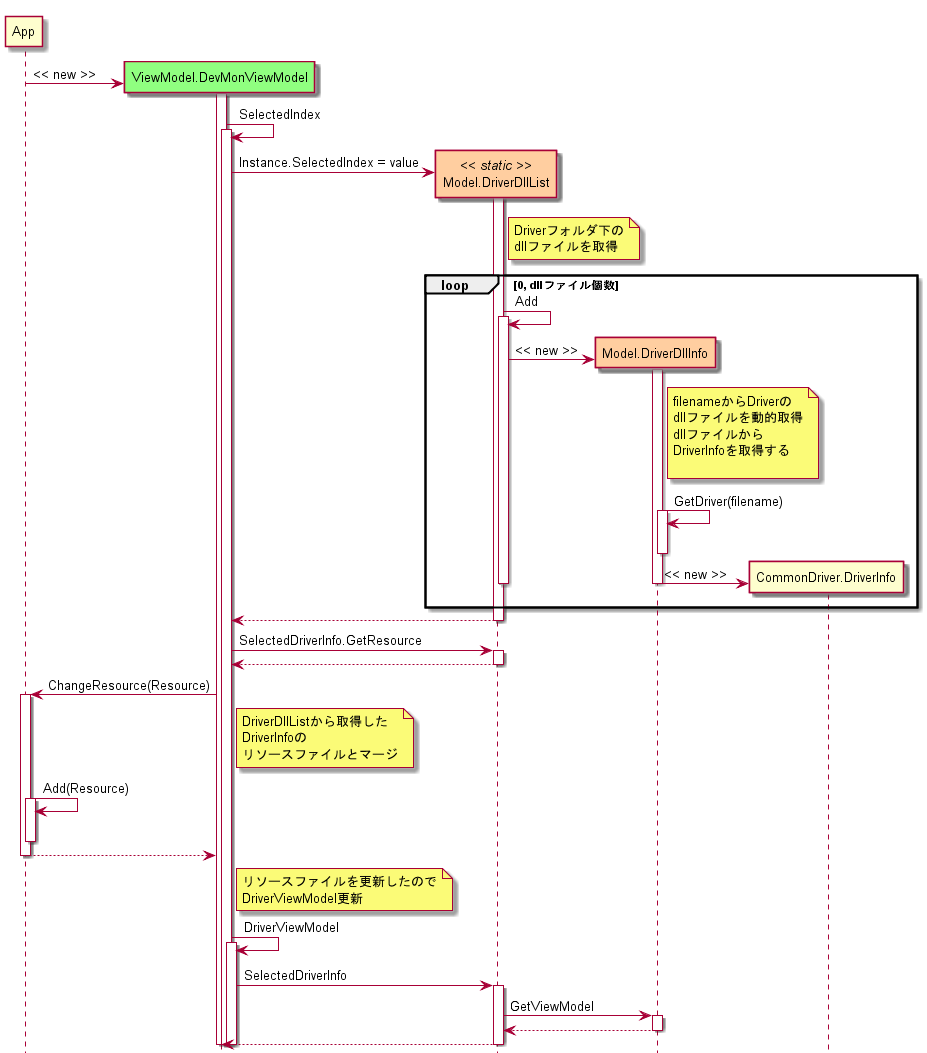 App
<< new >>
ViewModel.DevMonViewModel
SelectedIndex
Instance.SelectedIndex = value
<< static >>
Model.DriverDllList
Driverフォルダ下の
dllファイルを取得
loop
[0, dllファイル個数]
Add
<< new >>
Model.DriverDllInfo
filenameからDriverの
dllファイルを動的取得
dllファイルから
DriverInfoを取得する
GetDriver(filename)
<< new >>
CommonDriver.DriverInfo
SelectedDriverInfo.GetResource
ChangeResource(Resource)
DriverDllListから取得した
DriverInfoの
リソースファイルとマージ
Add(Resource)
リソースファイルを更新したので
DriverViewModel更新
DriverViewModel
SelectedDriverInfo
GetViewModel